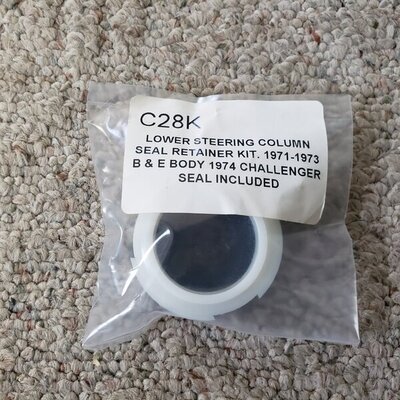 C28K
LOWER STEERING COLUMN
SEAL RETAINER KIT. 1971-1973
B & E BODY 1974 CHALLENGER
SEAL INCLUDED